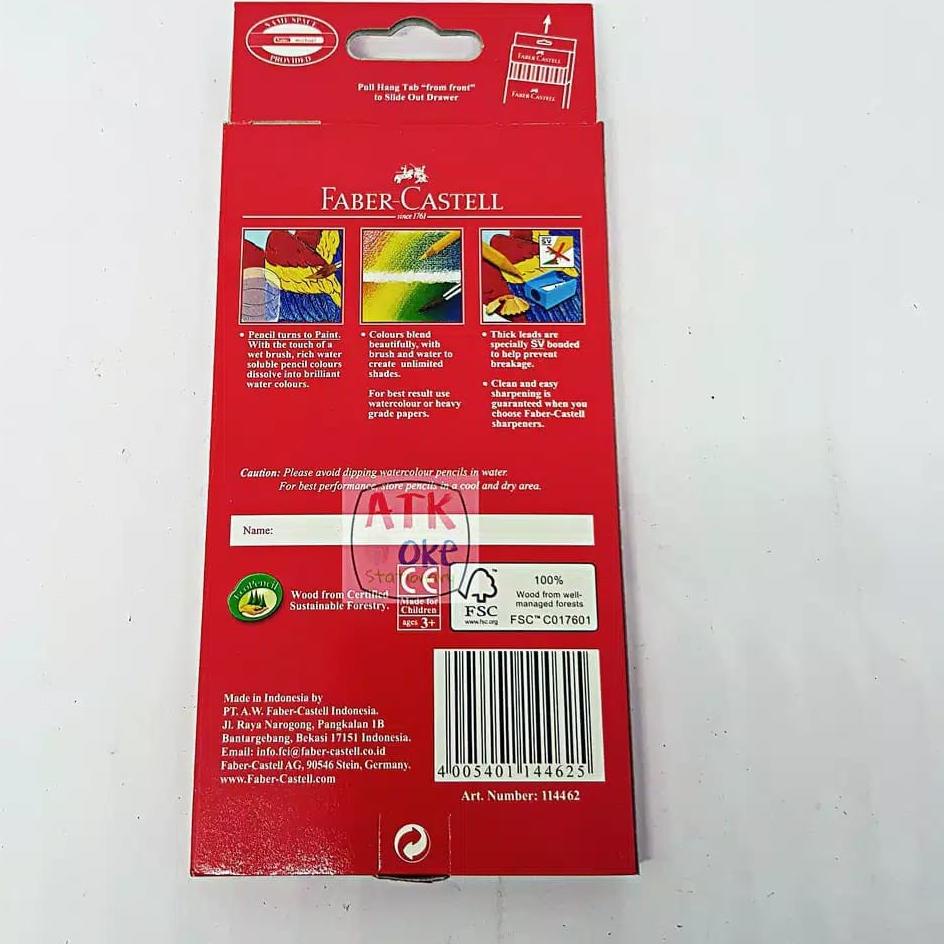 NAME SPACE
PROVIDED
Pull Hang Tab "from front"
to Slide Out Drawer
FABER-CASTELL
FABER-CASTELL
FABER-CASTELL
since 1761
SV
• Pencil turns to Paint.
With the touch of a
wet brush, rich water
soluble pencil colours
dissolve into brilliant
water colours.
• Colours blend
beautifully, with
brush and water to
create unlimited
shades.
For best result use
watercolour or heavy
grade papers.
• Thick leads are
specially SV bonded
to help prevent
breakage.
• Clean and easy
sharpening is
guaranteed when you
choose Faber-Castell
sharpeners.
Caution: Please avoid dipping watercolour pencils in water.
For best performance, store pencils in a cool and dry area.
ATK
oke
Stationary
Name:
EcoPencil
Wood from Certified
Sustainable Forestry.
CE
Made for
Children
ages 3+
FSC
www.fsc.org
100%
Wood from well-
managed forests
FSC™ C017601
Made in Indonesia by
PT. A.W. Faber-Castell Indonesia.
Jl. Raya Narogong, Pangkalan 1B
Bantargebang, Bekasi 17151 Indonesia.
Email: info.fci@faber-castell.co.id
Faber-Castell AG, 90546 Stein, Germany.
www.Faber-Castell.com
4 005401 144625
Art. Number: 114462